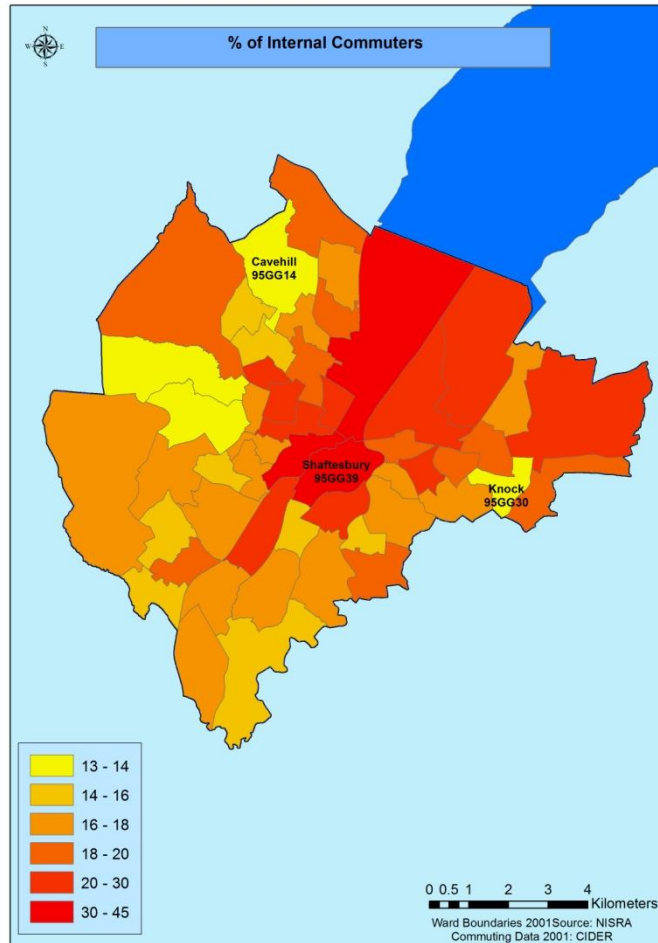 % of Internal Commuters
N
W E
S
Cavehill
95GG14
Shaftesbury
95GG39
Knock
95GG30
13 - 14
14 - 16
16 - 18
18 - 20
20 - 30
30 - 45
0 0.5 1 2 3 4
Kilometers
Ward Boundaries 2001Source: NISRA
Commuting Data 2001: CIDER